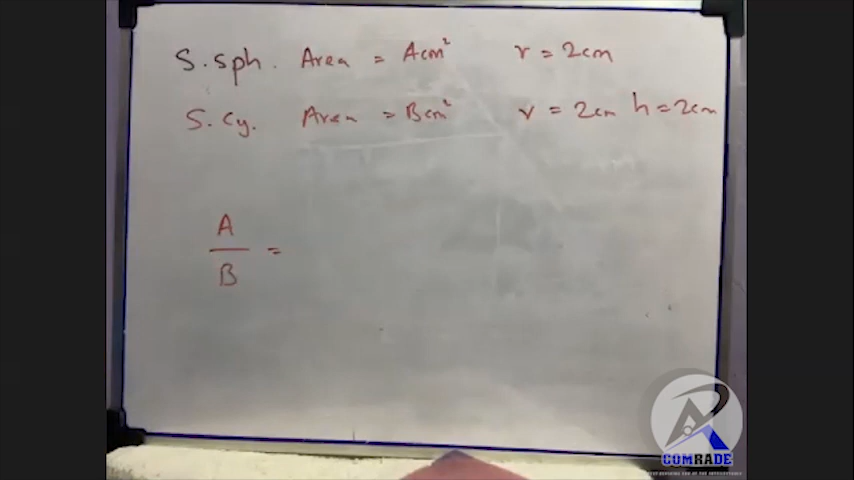 S.Sph. Area = Acm² r = 2cm
S.Cy. Area = Bcm² r = 2cm h = 2cm
A
B
=
COMRADE